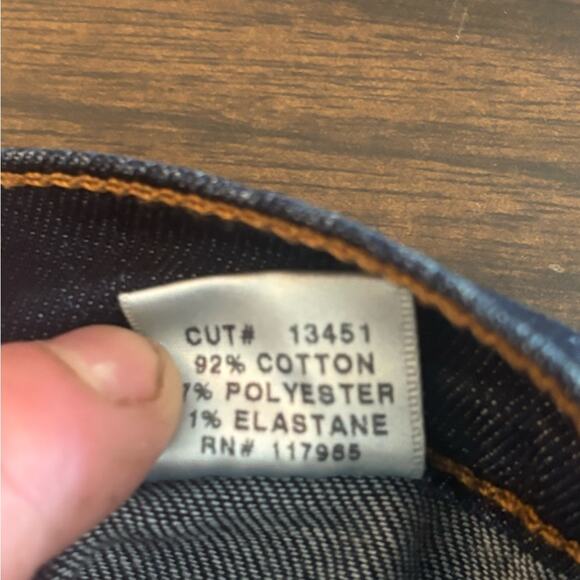 CUT# 13451
92% COTTON
7% POLYESTER
1% ELASTANE
RN# 117965